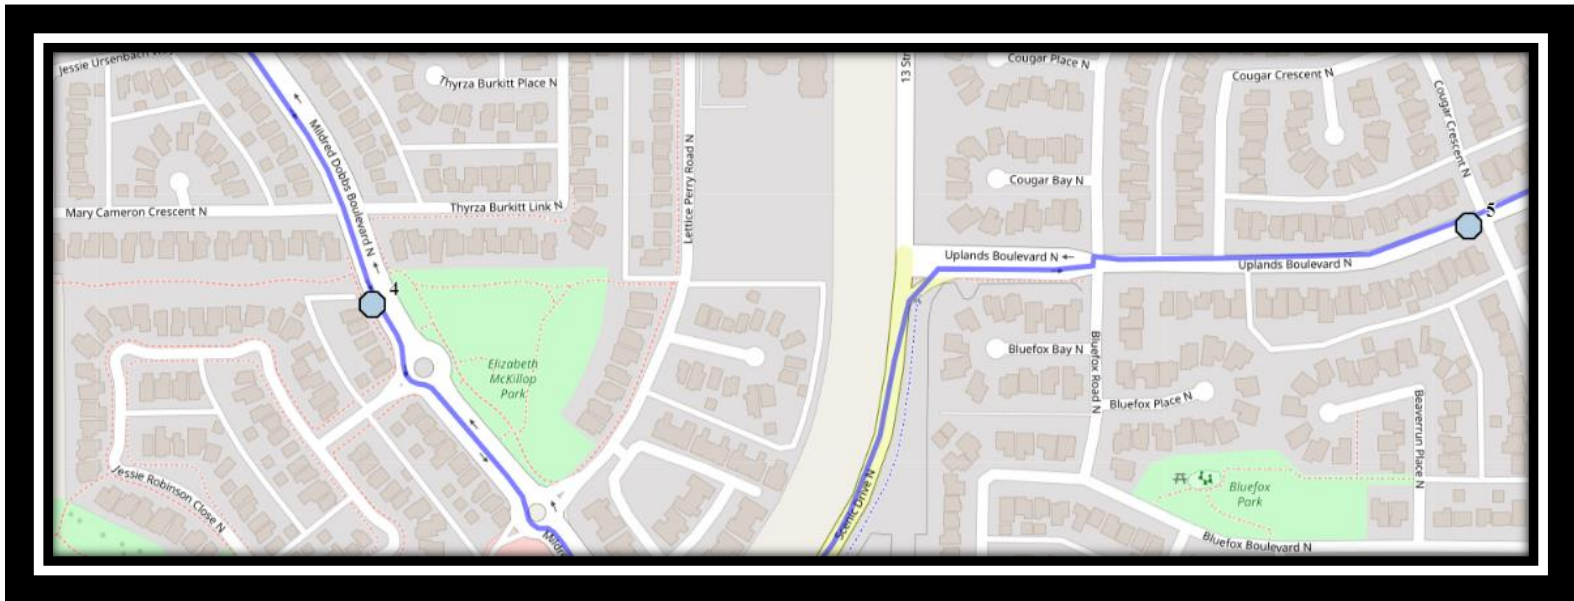 Jessie Ursenbach
Thyrza Burkitt Place N
13 Str
Cougar Place N
Cougar Crescent N
Cougar Crescent N
Mildred Dobbs Boulevard N
Lettice Perry Road N
Cougar Bay N
Mary Cameron Crescent N
Thyrza Burkitt Link N
5
Uplands Boulevard N
Uplands Boulevard N
4
Elizabeth
McKillop
Park
Bluefox Bay N
Bluefox Road N
Bluefox Place N
Beaverrun Place N
Jessie Robinson Close N
Scenic Drive N
Bluefox
Park
Mildre
Bluefox Boulevard N